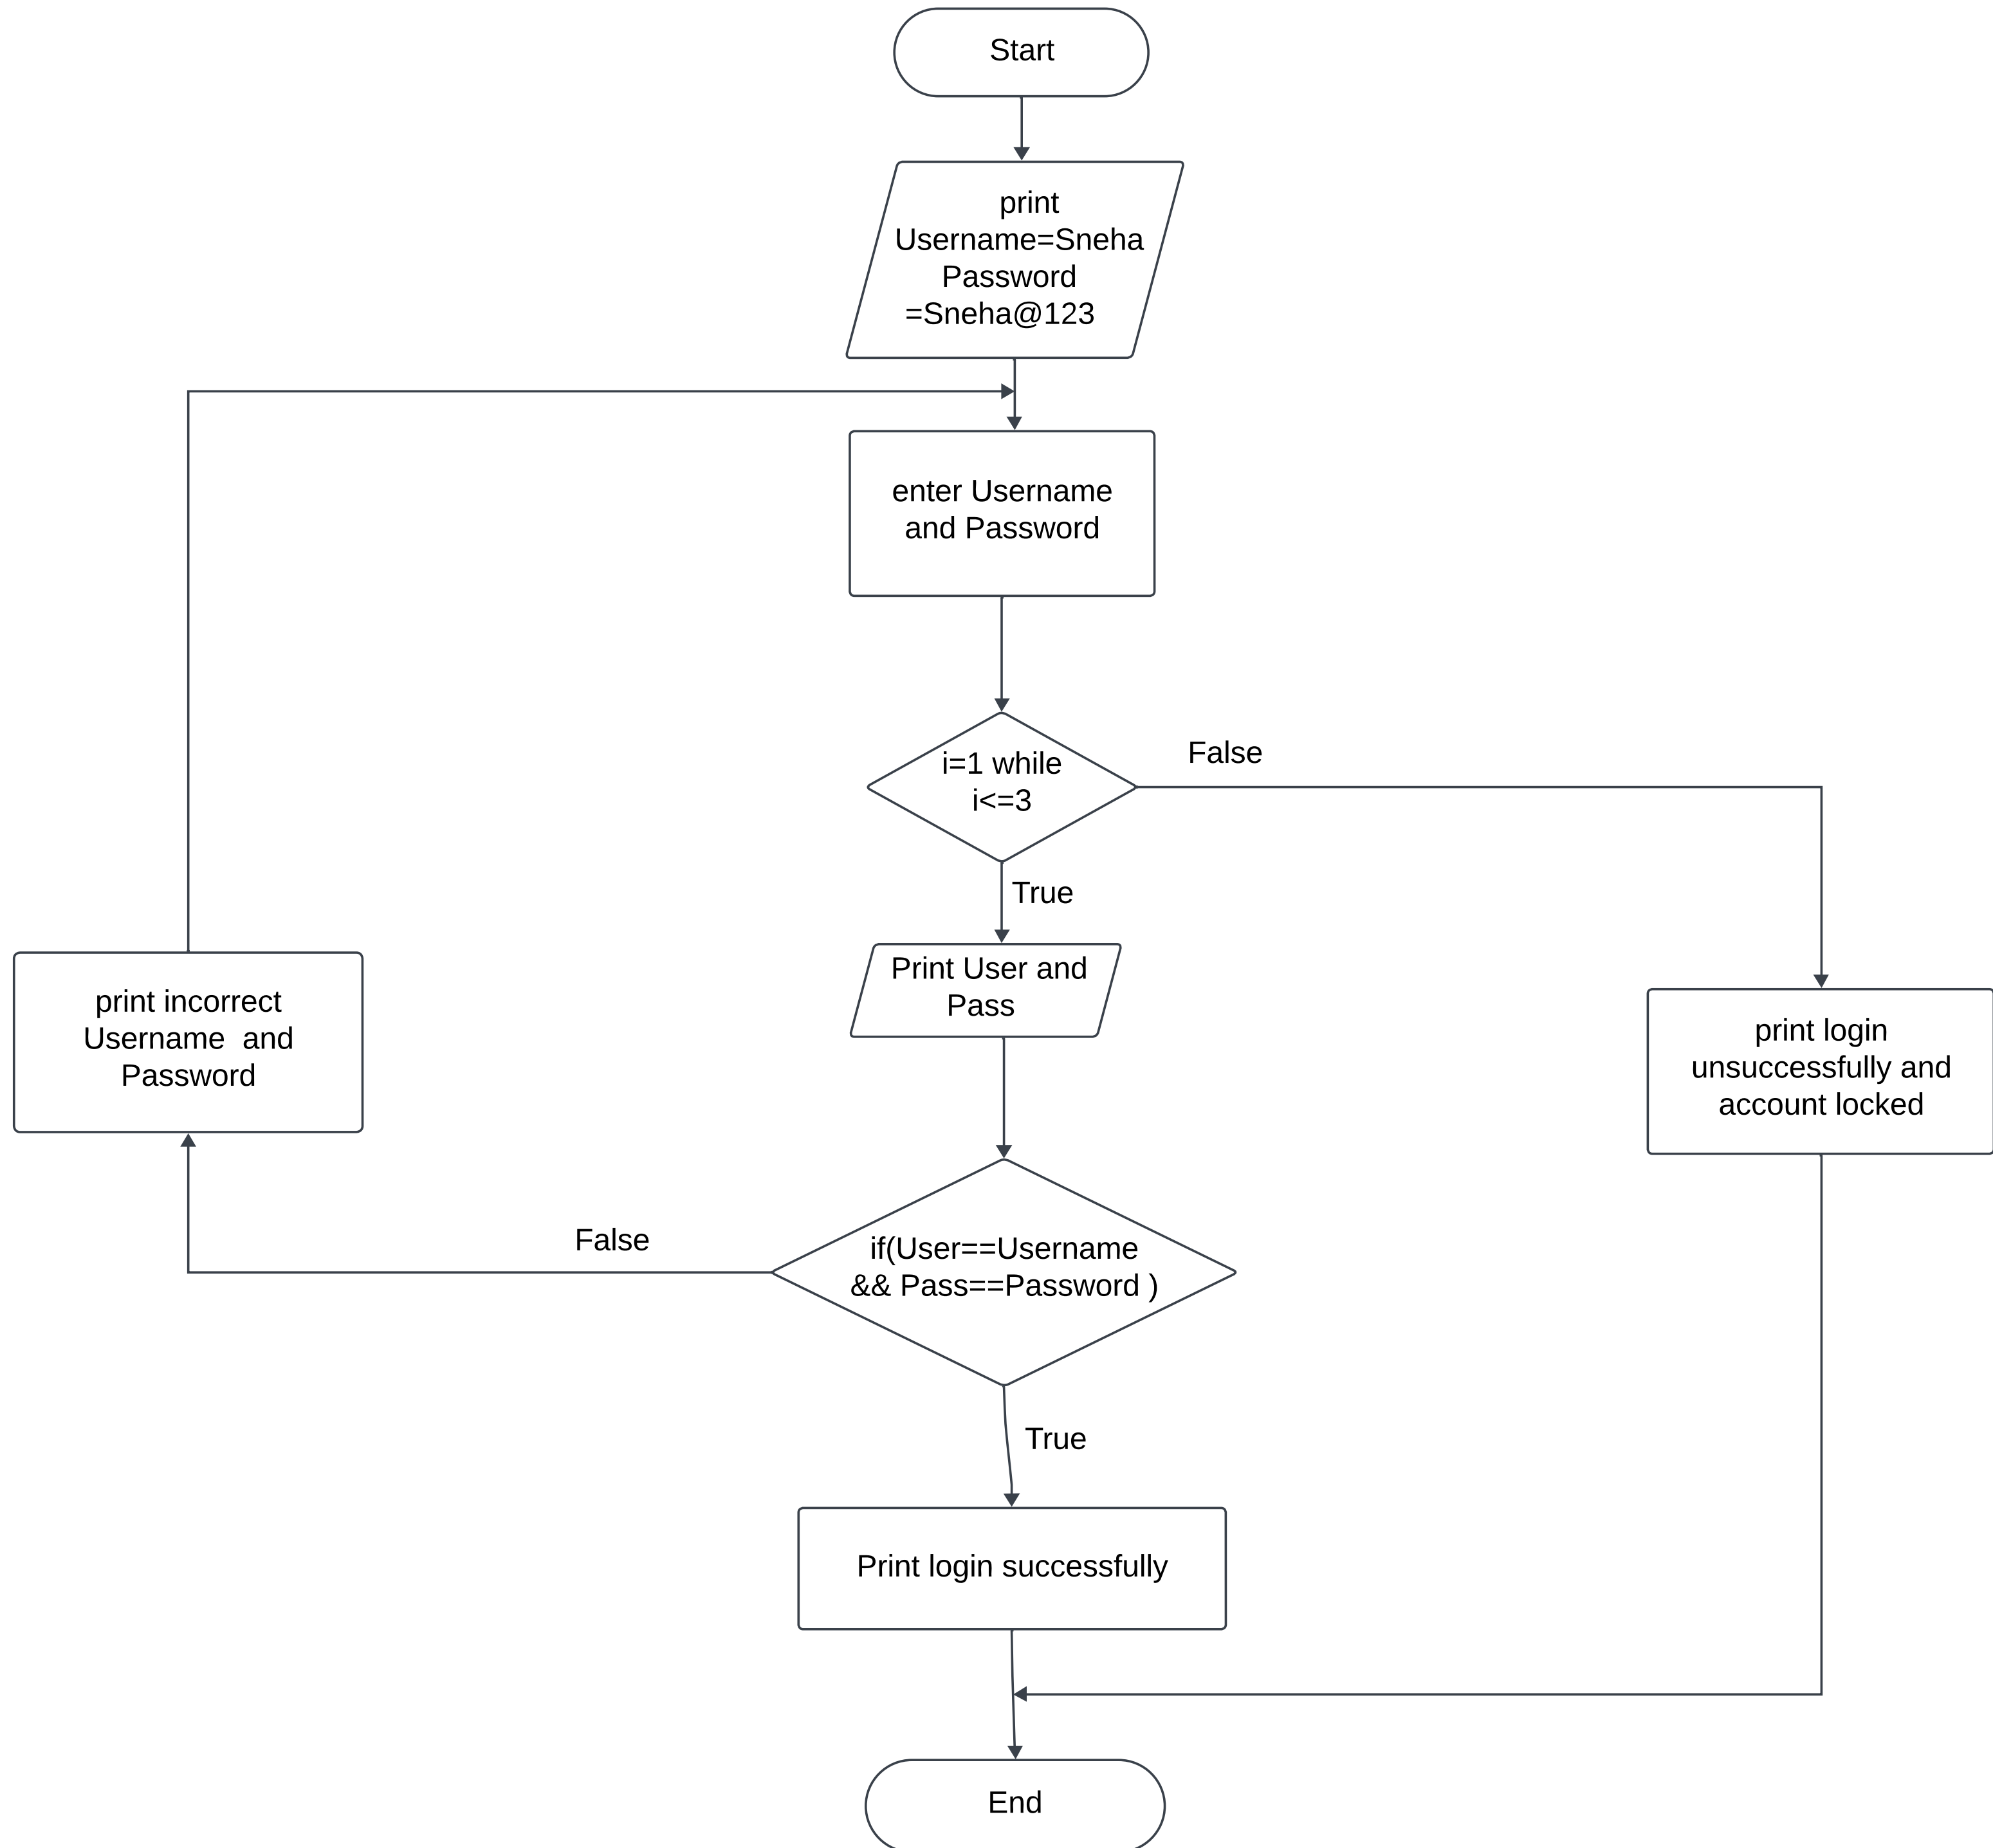 Start
print
Username=Sneha
Password
=Sneha@123
enter Username
and Password
i=1 while
i<=3
False
True
Print User and
Pass
print incorrect
Username  and
Password
print login
unsuccessfully and
account locked
False
if(User==Username
&& Pass==Password )
True
Print login successfully
End